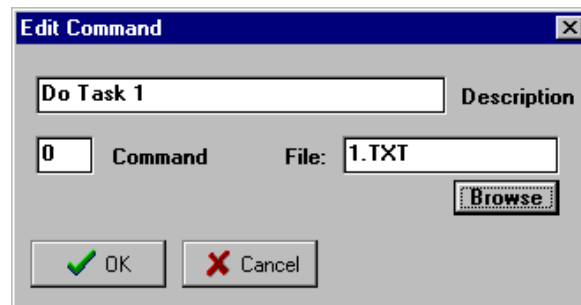 Edit Command
Do Task 1 Description
0 Command File: 1.TXT
Browse
OK Cancel